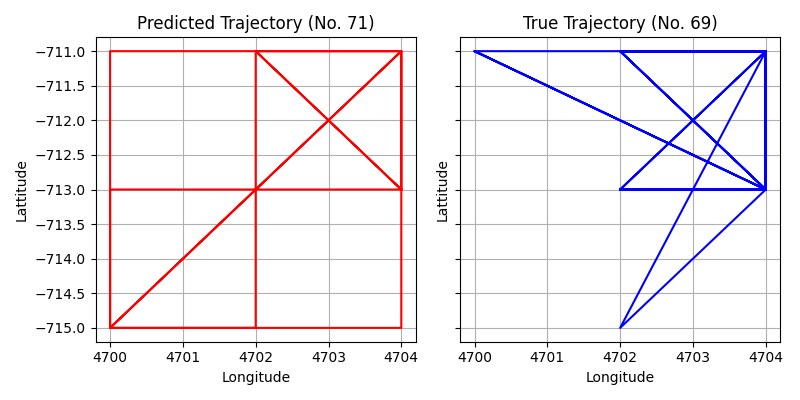 Predicted Trajectory (No. 71)
True Trajectory (No. 69)
−711.0
−711.5
−712.0
−712.5
−713.0
−713.5
−714.0
−714.5
−715.0
Lattitude
Lattitude
4700 4701 4702 4703 4704
4700 4701 4702 4703 4704
Longitude
Longitude